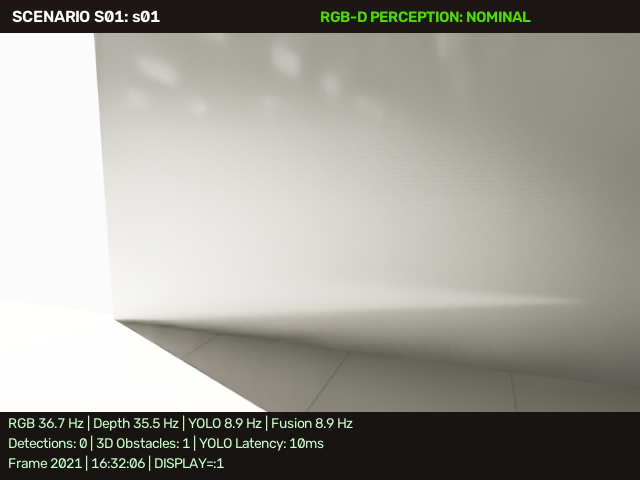 SCENARIO S01: s01
RGB-D PERCEPTION: NOMINAL
RGB 36.7 Hz | Depth 35.5 Hz | YOLO 8.9 Hz | Fusion 8.9 Hz
Detections: 0 | 3D Obstacles: 1 | YOLO Latency: 10ms
Frame 2021 | 16:32:06 | DISPLAY=:1